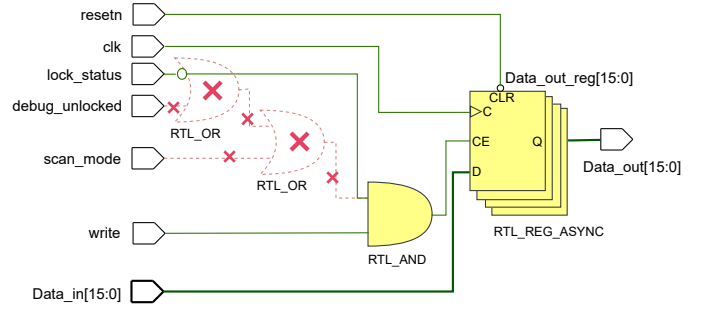 resetn
clk
lock_status
debug_unlocked
RTL_OR
scan_mode
RTL_OR
write
RTL_AND
Data_in[15:0]
Data_out_reg[15:0]
CLR
C
CE
Q
D
Data_out[15:0]
RTL_REG_ASYNC